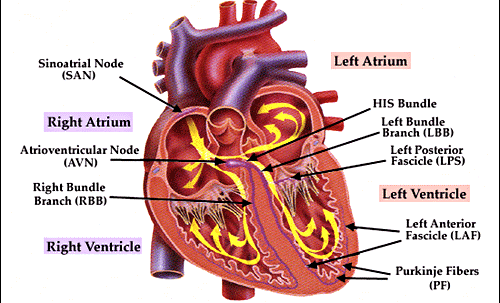 Sinoatrial Node
(SAN)
Right Atrium
Atrioventricular Node
(AVN)
Right Bundle
Branch (RBB)
Right Ventricle
Left Atrium
HIS Bundle
Left Bundle
Branch (LBB)
Left Posterior
Fascicle (LPS)
Left Ventricle
Left Anterior
Fascicle (LAF)
Purkinje Fibers
(PF)